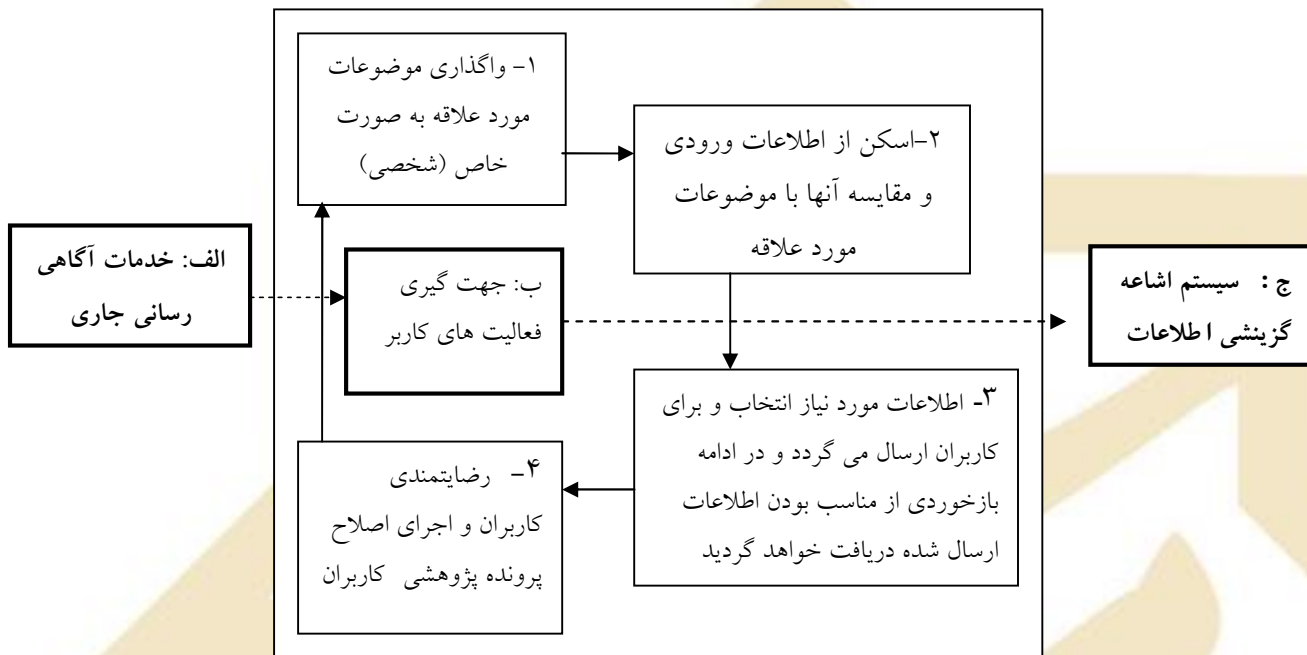 ۱- واگذاری موضوعات
مورد علاقه به صورت
خاص (شخصی)
۲-اسکن از اطلاعات ورودی
و مقایسه آنها با موضوعات
مورد علاقه
الف: خدمات آگاهی
رسانی جاری
ب: جهت گیری
فعالیت های کاربر
ج : سیستم اشاعه
گزینشی اطلاعات
۳- اطلاعات مورد نیاز انتخاب و برای
کاربران ارسال می گردد و در ادامه
بازخوردی از مناسب بودن اطلاعات
ارسال شده دریافت خواهد گردید
۴- رضایتمندی
کاربران و اجرای اصلاح
پرونده پژوهشی کاربران